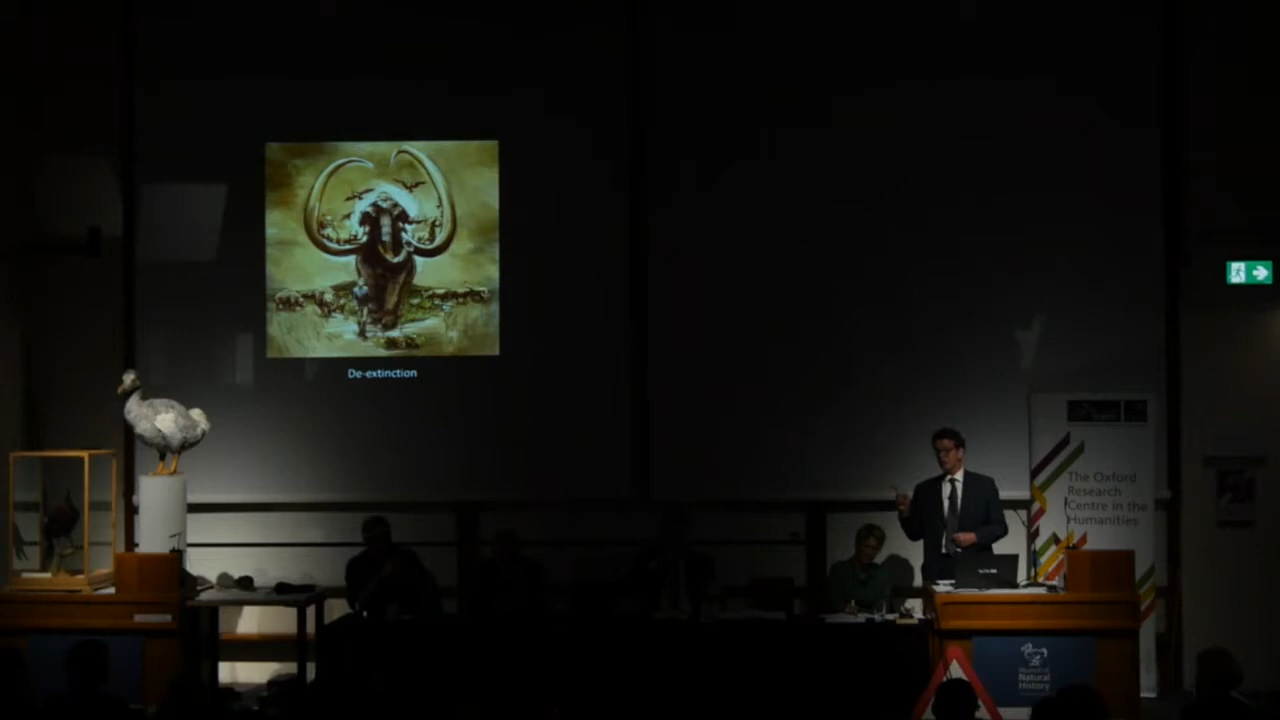 De-extinction
The Oxford
Research
Centre in the
Humanities
Museum of
Natural
History